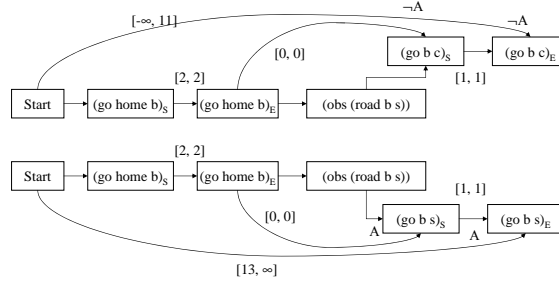 ¬A
¬A
[-∞, 11]
(go b c)S
(go b c)E
[0, 0]
[2, 2]
[1, 1]
Start
(go home b)S
(go home b)E
(obs (road b s))
[2, 2]
Start
(go home b)S
(go home b)E
(obs (road b s))
[1, 1]
[0, 0]
(go b s)S
(go b s)E
A
A
[13, ∞]